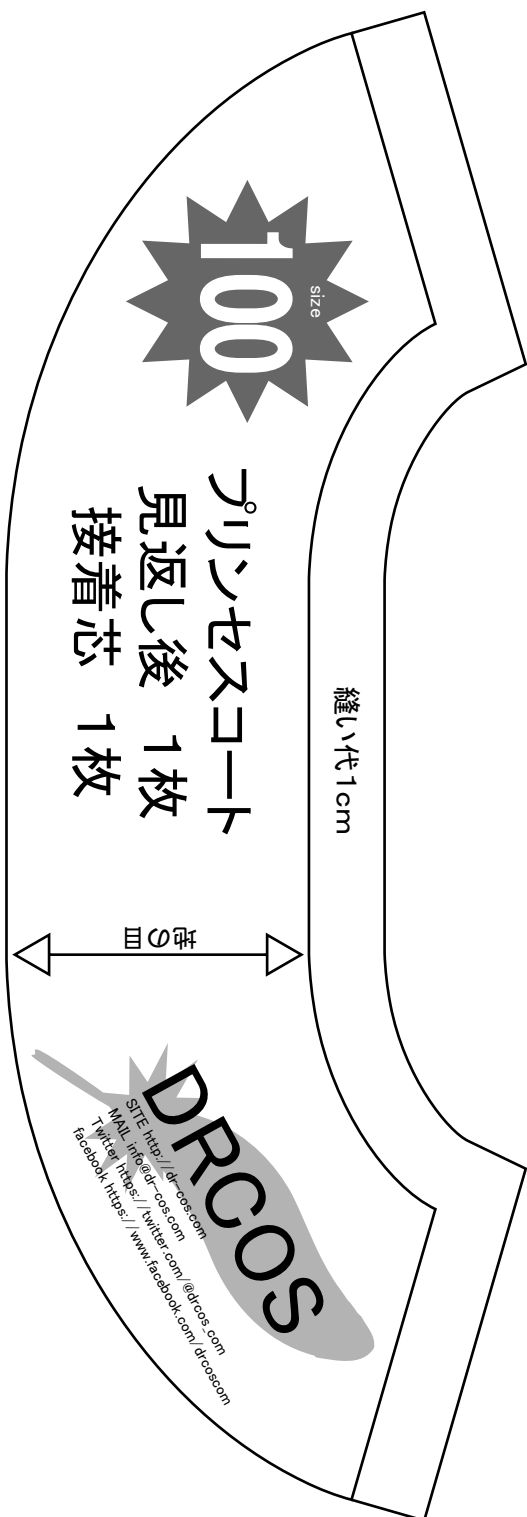 size
100
プリンセスコート
見返し後 1枚
接着芯 1枚
縫い代1cm
地の目
DRCOS
SITE http://dr-cos.com
MAIL info@dr-cos.com
Twitter https://twitter.com/@drcos_com
facebook https://www.facebook.com/drcoscom